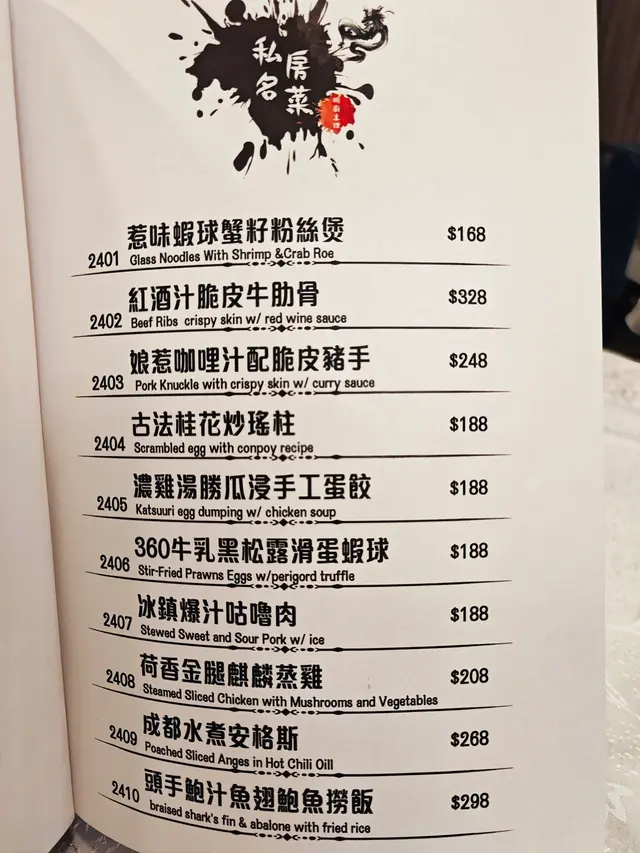 私房
名菜
惹味蝦球蟹籽粉絲煲 $168
2401 Glass Noodles With Shrimp &Crab Roe
紅酒汁脆皮牛肋骨 $328
2402 Beef Ribs crispy skin w/ red wine sauce
娘惹咖哩汁配脆皮豬手 $248
2403 Pork Knuckle with crispy skin w/ curry sauce
古法桂花炒瑤柱 $188
2404 Scrambled egg with conpoy recipe
濃雞湯勝瓜浸手工蛋餃 $188
2405 Katsuuri egg dumping w/ chicken soup
360牛乳黑松露滑蛋蝦球 $188
2406 Stir-Fried Prawns Eggs w/perigord truffle
冰鎮爆汁咕嚕肉 $188
2407 Stewed Sweet and Sour Pork w/ ice
荷香金腿麒麟蒸雞 $208
2408 Steamed Sliced Chicken with Mushrooms and Vegetables
成都水煮安格斯 $268
2409 Poached Sliced Anges in Hot Chili Oill
頭手鮑汁魚翅鮑魚撈飯 $298
2410 braised shark's fin & abalone with fried rice